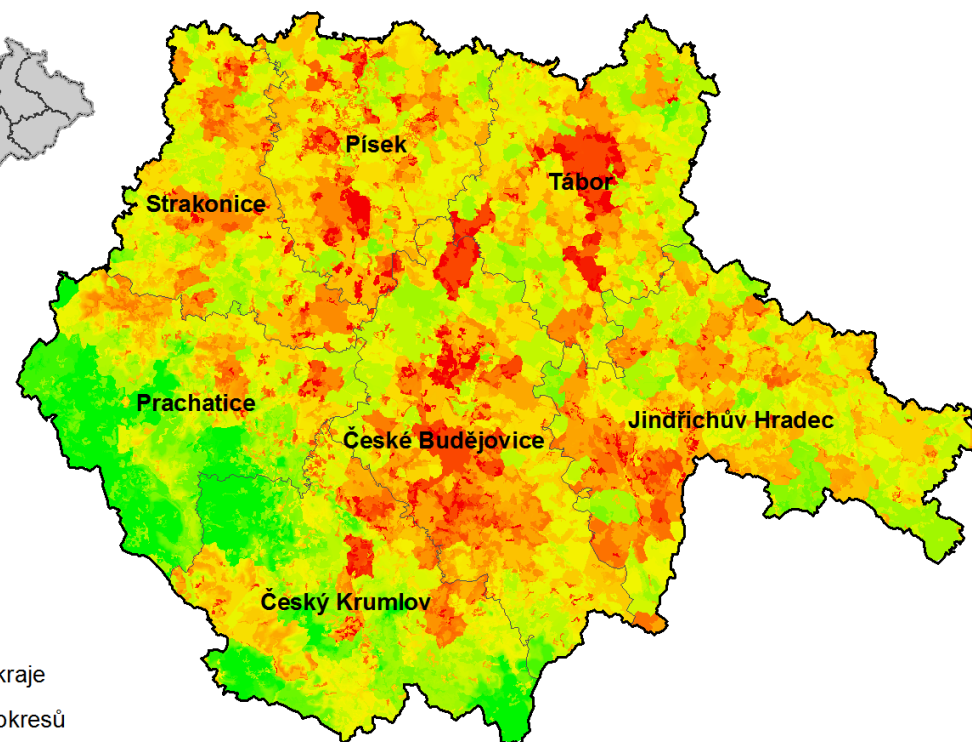 Písek
Tábor
Strakonice
Prachatice
Jindřichův Hradec
České Budějovice
Český Krumlov
kraje
okresů